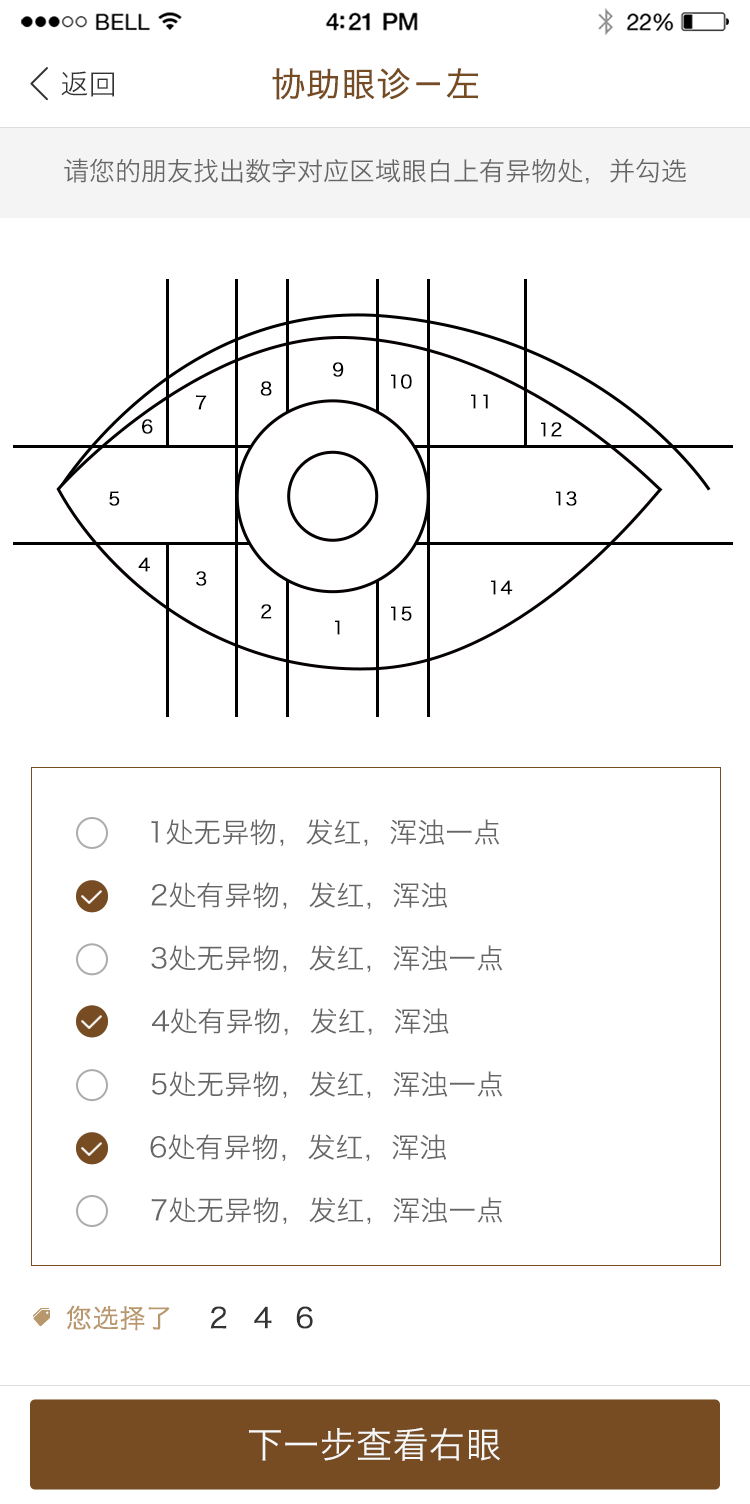 BELL 4:21 PM 22%
返回 协助眼诊－左
请您的朋友找出数字对应区域眼白上有异物处，并勾选
9
10
8
7
11
6
12
5
13
4
3
14
2
15
1
1处无异物，发红，浑浊一点
2处有异物，发红，浑浊
3处无异物，发红，浑浊一点
4处有异物，发红，浑浊
5处无异物，发红，浑浊一点
6处有异物，发红，浑浊
7处无异物，发红，浑浊一点
您选择了 2 4 6
下一步查看右眼